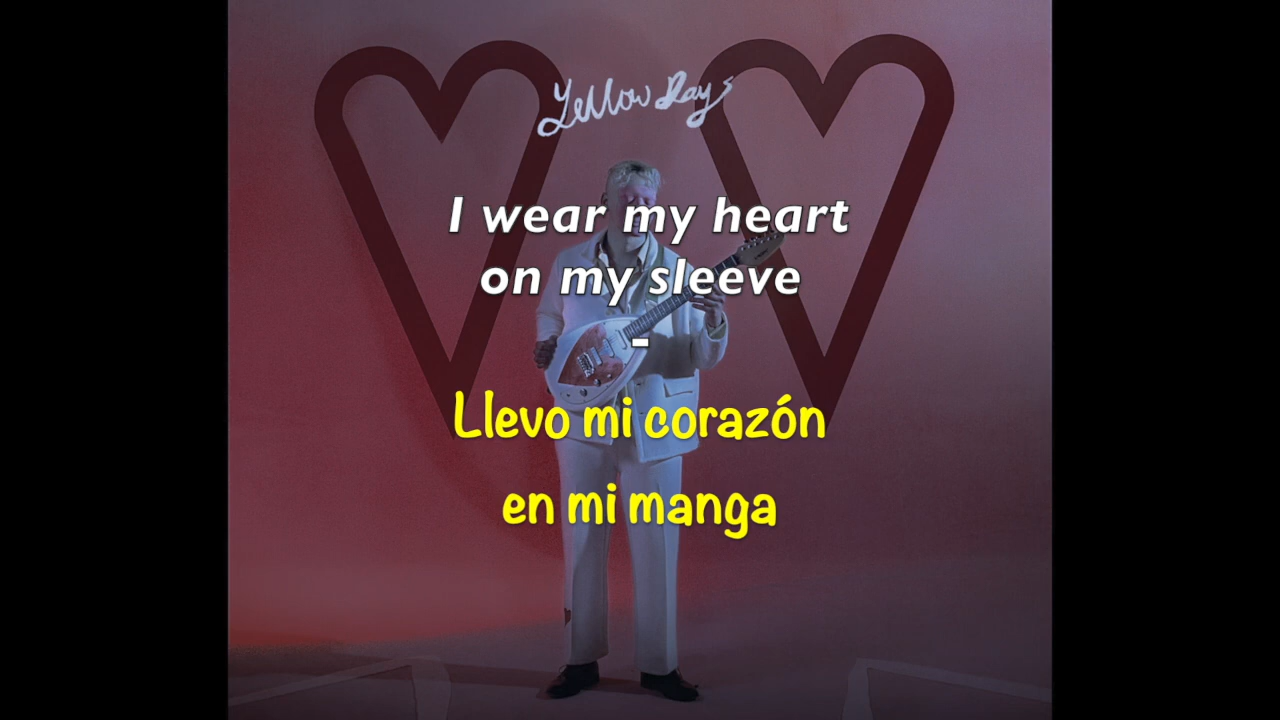 Yellow Days
I wear my heart
on my sleeve
-
Llevo mi corazón
en mi manga